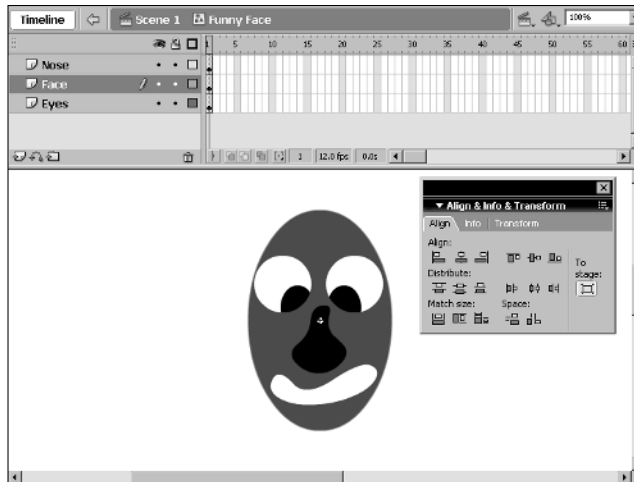 Timeline Scene 1 Funny Face 100%
1 5 10 15 20 25 30 35 40 45 50 55 60
Nose
Face
Eyes
1 12.0 fps 0.0s
Align & Info & Transform
Align Info Transform
Align:
To
stage:
Distribute:
Match size: Space: